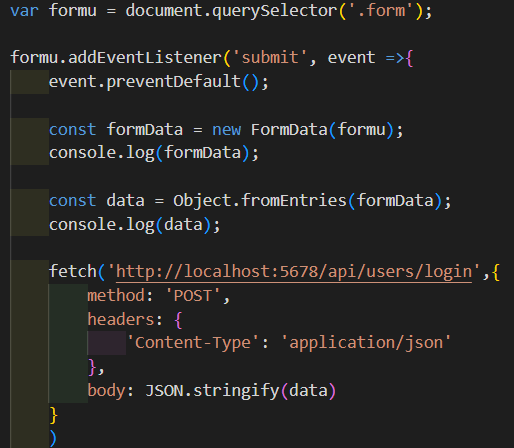 var formu = document.querySelector('.form');
formu.addEventListener('submit', event =>{
    event.preventDefault();
    const formData = new FormData(formu);
    console.log(formData);
    const data = Object.fromEntries(formData);
    console.log(data);
    fetch('http://localhost:5678/api/users/login',{
        method: 'POST',
        headers: {
            'Content-Type': 'application/json'
        },
        body: JSON.stringify(data)
    }
    )